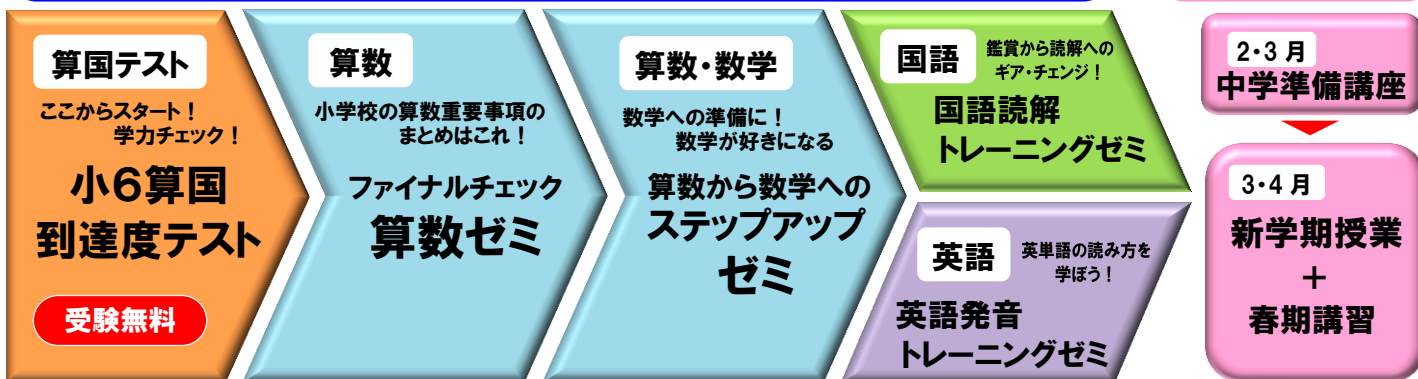 算国テスト
ここからスタート!
学力チェック!
小6算国
到達度テスト
受験無料
算数
小学校の算数重要事項の
まとめはこれ!
ファイナルチェック
算数ゼミ
算数・数学
数学への準備に!
数学が好きになる
算数から数学への
ステップアップ
ゼミ
国語
鑑賞から読解への
ギア・チェンジ!
国語読解
トレーニングゼミ
英語
英単語の読み方を
学ぼう!
英語発音
トレーニングゼミ
2・3月
中学準備講座
3・4月
新学期授業
+
春期講習